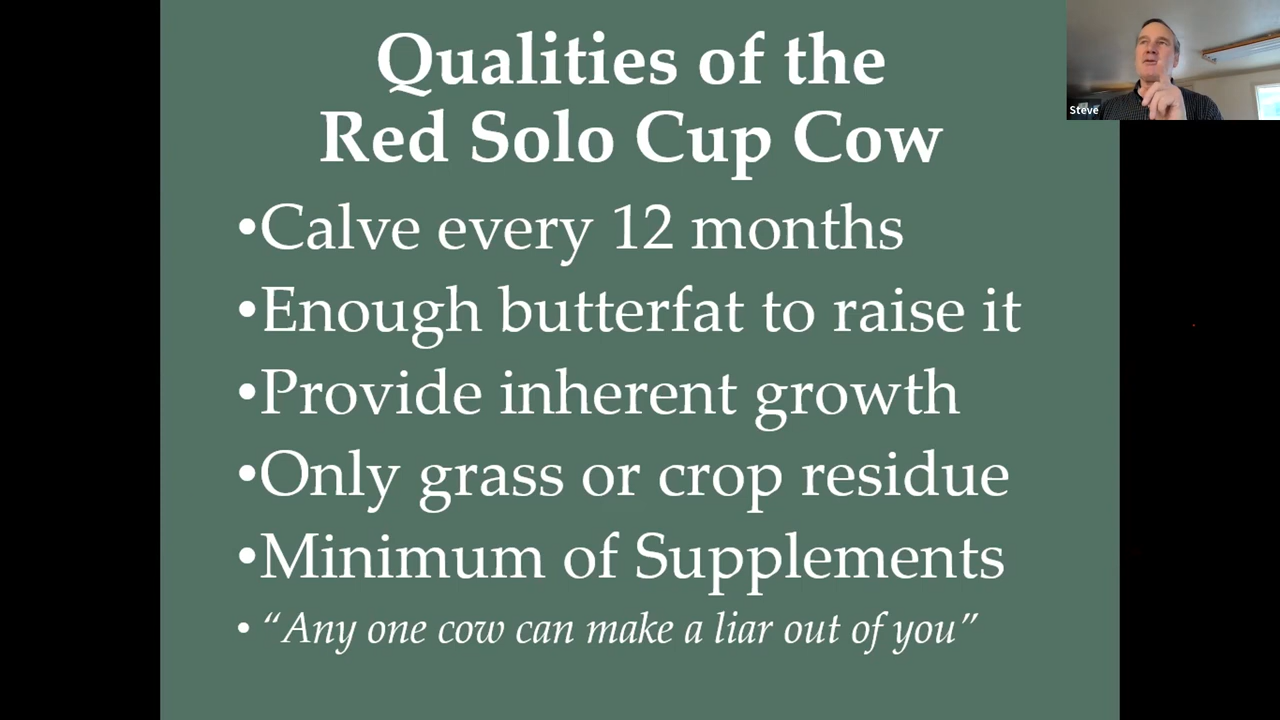 Qualities of the
Red Solo Cup Cow
•Calve every 12 months
•Enough butterfat to raise it
•Provide inherent growth
•Only grass or crop residue
•Minimum of Supplements
• “Any one cow can make a liar out of you”
Steve